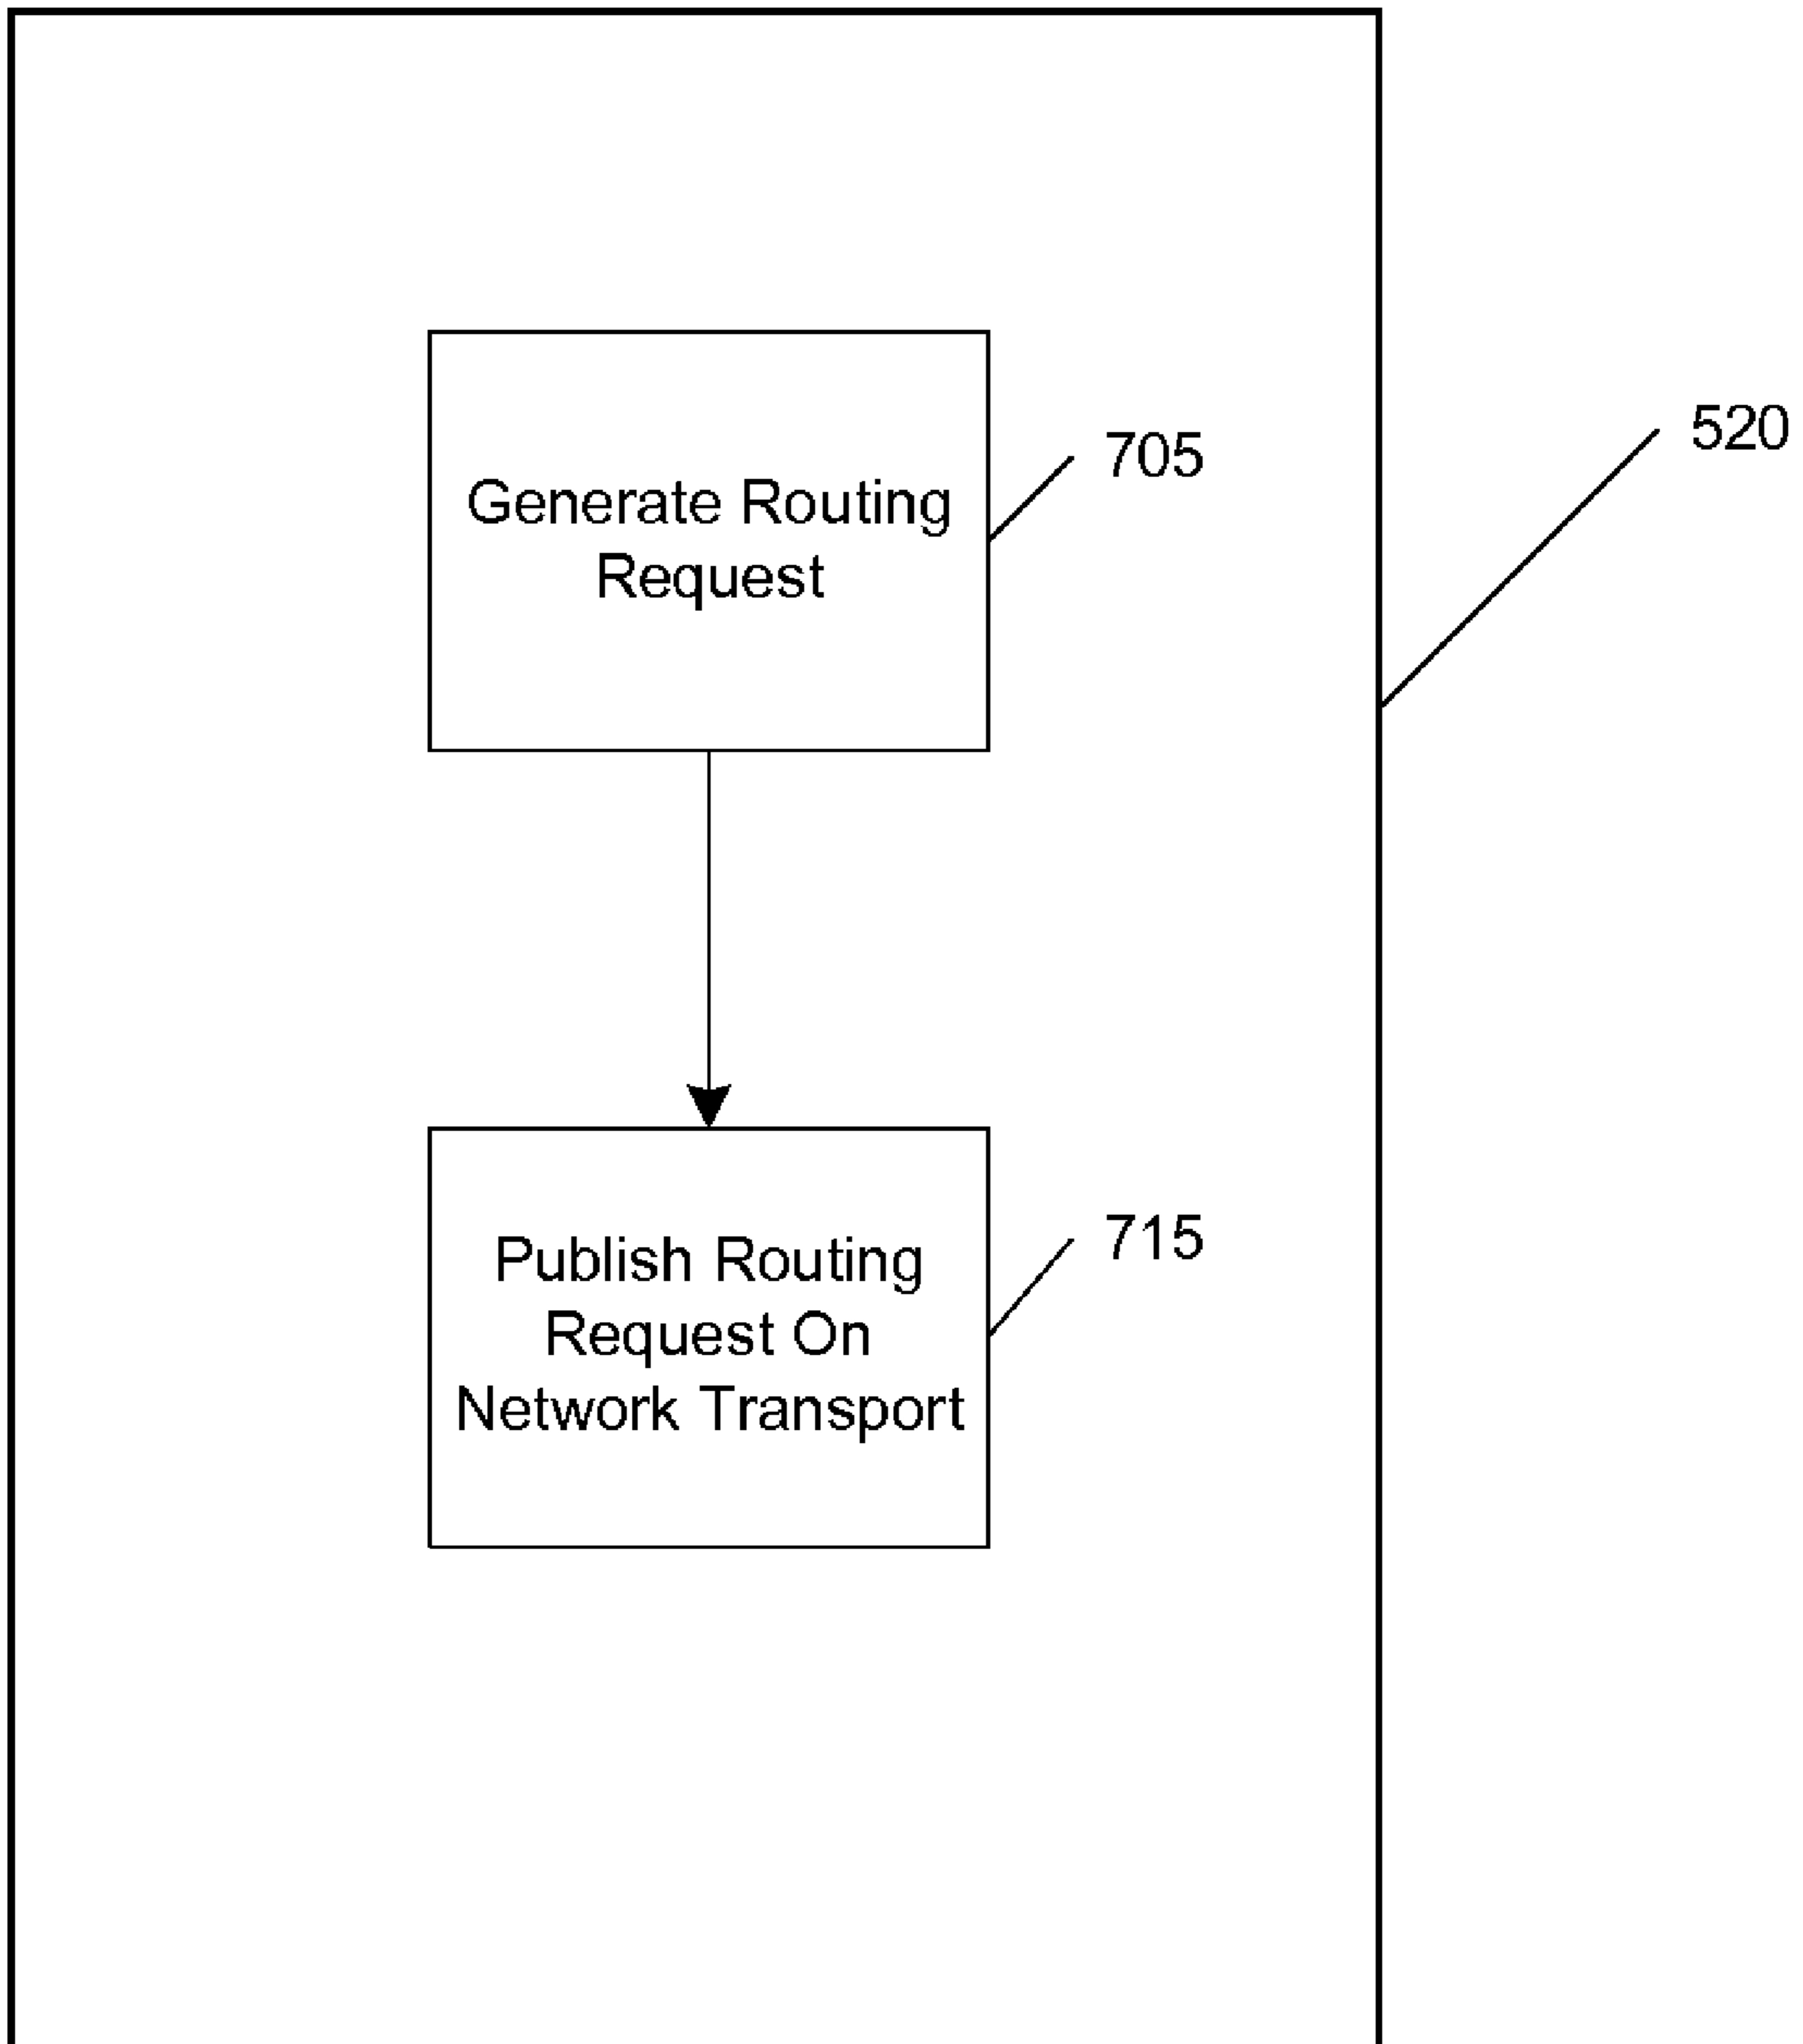 520
705
Generate Routing
Request
715
Publish Routing
Request On
Network Transport